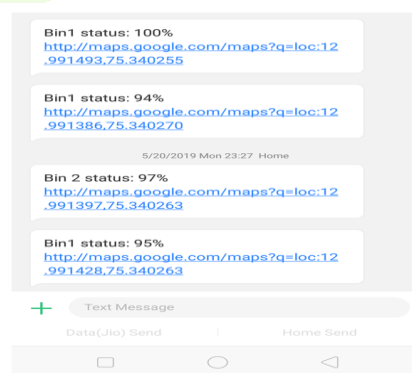 Bin1 status: 100%
http://maps.google.com/maps?q=loc:12
.991493,75.340255
Bin1 status: 94%
http://maps.google.com/maps?q=loc:12
.991386,75.340270
5/20/2019 Mon 23:27 Home
Bin 2 status: 97%
http://maps.google.com/maps?q=loc:12
.991397,75.340263
Bin1 status: 95%
http://maps.google.com/maps?q=loc:12
.991428,75.340263
Text Message
Data(Jio) Send
Home Send